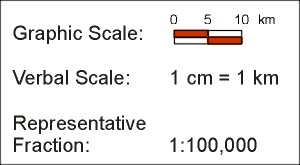 0 5 10 km
Graphic Scale:
Verbal Scale: 1 cm = 1 km
Representative
Fraction: 1:100,000